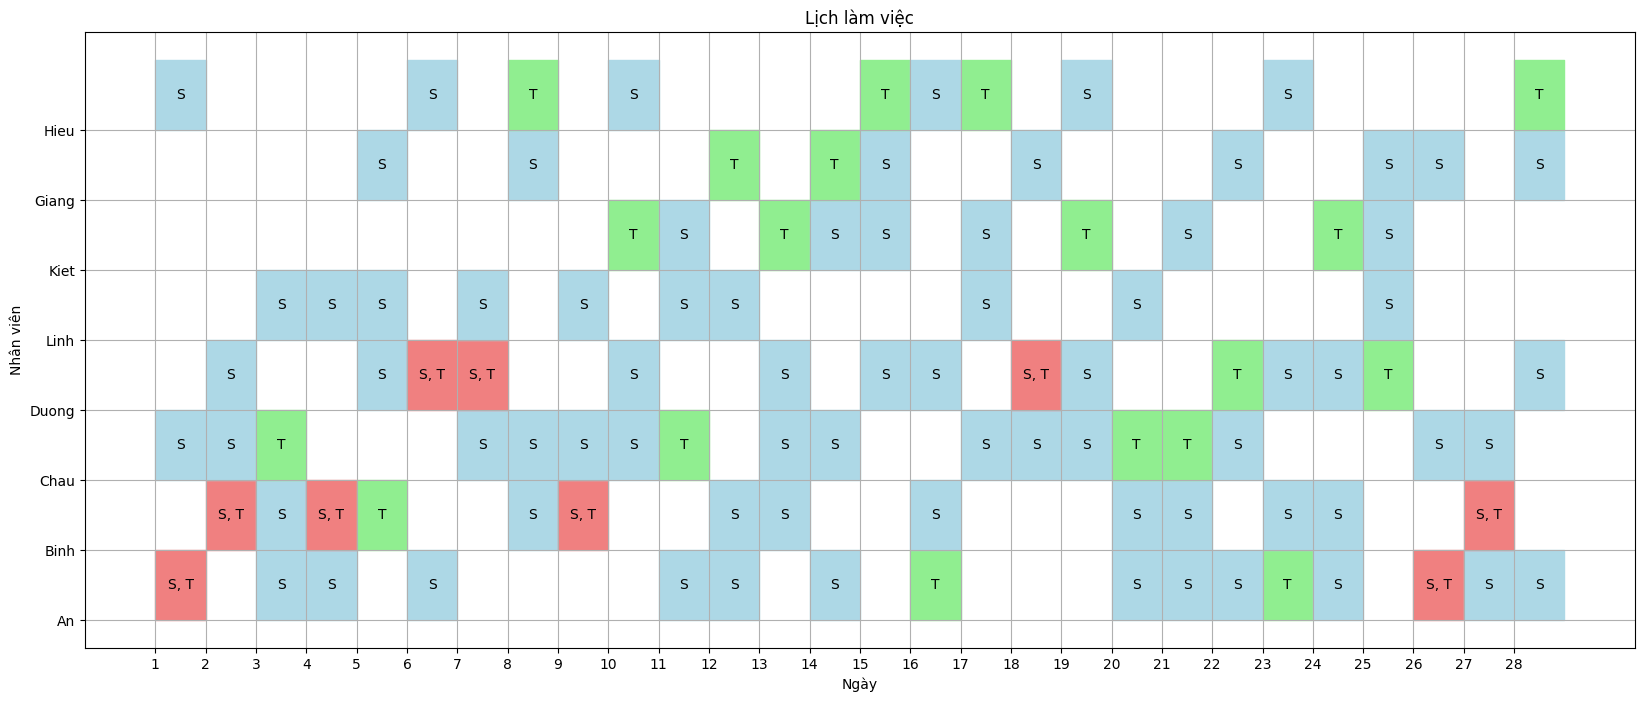 Lịch làm việc
S S T S T S T S S T
Hieu
S S T T S S S S S S
Giang
T S T S S S T S T S
Kiet
S S S S S S S S S S
Nhân viên
Linh
S S S, T S, T S S S S S, T S T S S T S
Duong
S S T S S S S T S S S S S T T S S S
Chau
S, T S S, T T S S, T S S S S S S S S, T
Binh
S, T S S S S S S T S S S T S S, T S S
An
1 2 3 4 5 6 7 8 9 10 11 12 13 14 15 16 17 18 19 20 21 22 23 24 25 26 27 28
Ngày